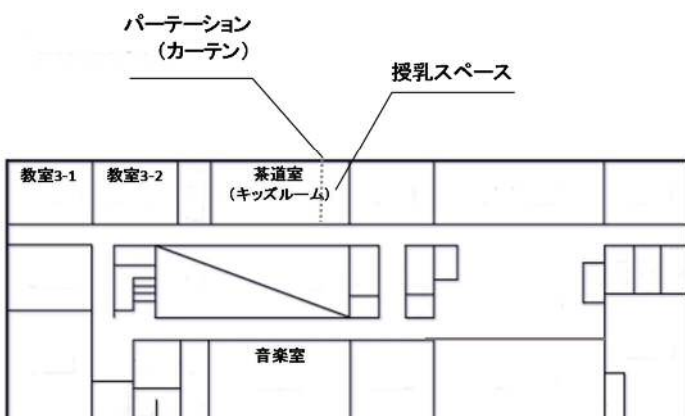 パーテーション
（カーテン）
授乳スペース
教室3-1
教室3-2
茶道室
（キッズルーム）
音楽室